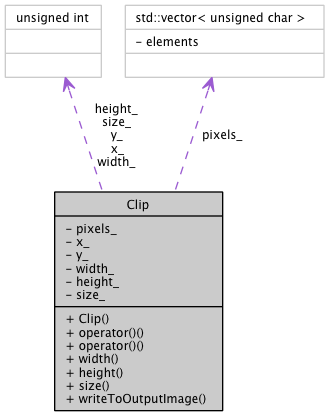 unsigned int
std::vector< unsigned char >
- elements
height_
size_
y_
x_
width_
pixels_
Clip
- pixels_
- x_
- y_
- width_
- height_
- size_
+ Clip()
+ operator()()
+ operator()()
+ width()
+ height()
+ size()
+ writeToOutputImage()